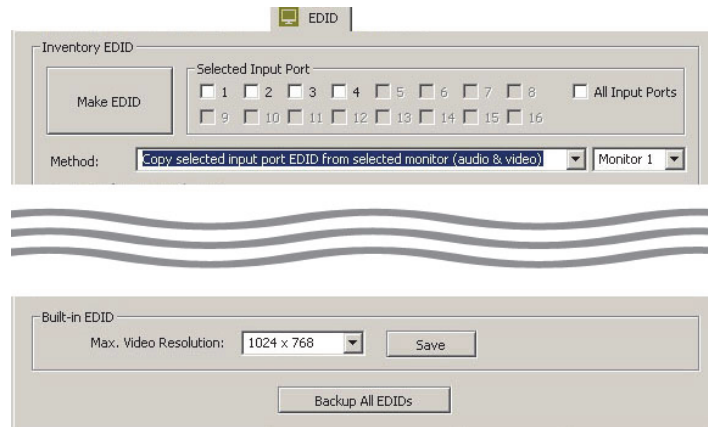 EDID
Inventory EDID
Make EDID
Selected Input Port
1 2 3 4 5 6 7 8 All Input Ports
9 10 11 12 13 14 15 16
Method: Copy selected input port EDID from selected monitor (audio & video) Monitor 1
Built-in EDID
Max. Video Resolution: 1024 x 768 Save
Backup All EDIDs